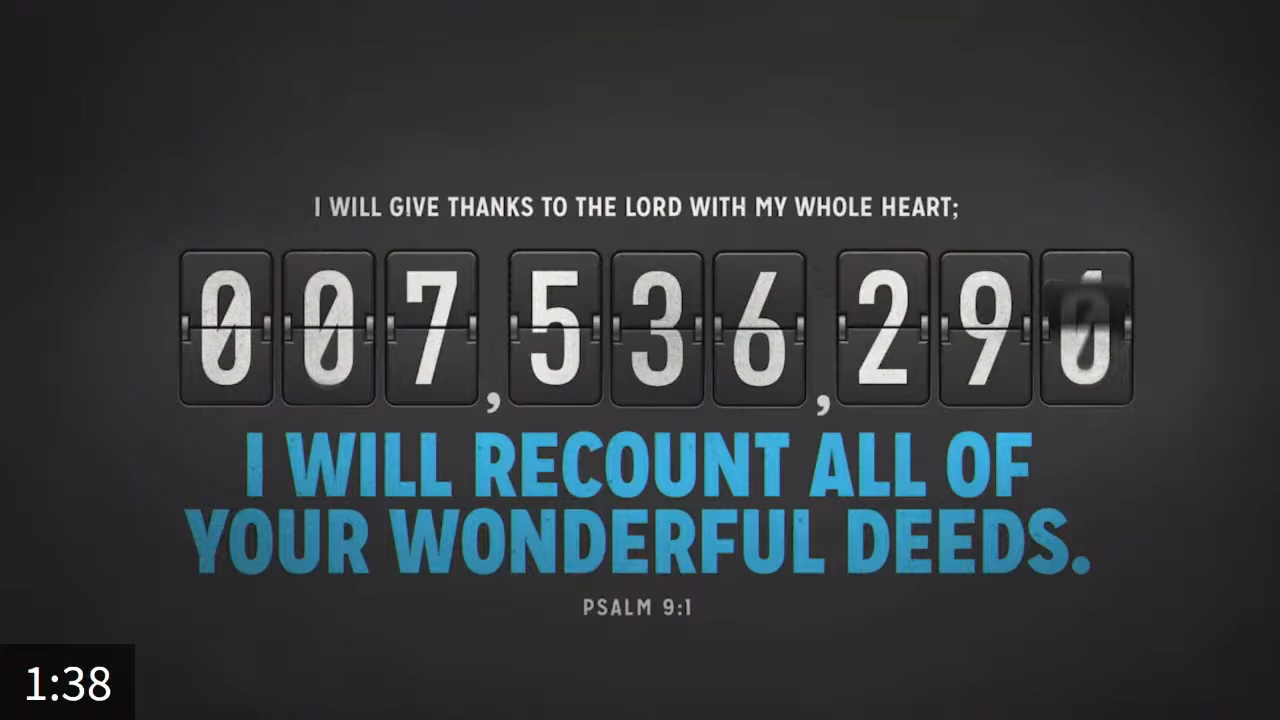 I WILL GIVE THANKS TO THE LORD WITH MY WHOLE HEART;
007,536,29
I WILL RECOUNT ALL OF
YOUR WONDERFUL DEEDS.
PSALM 9:1
1:38